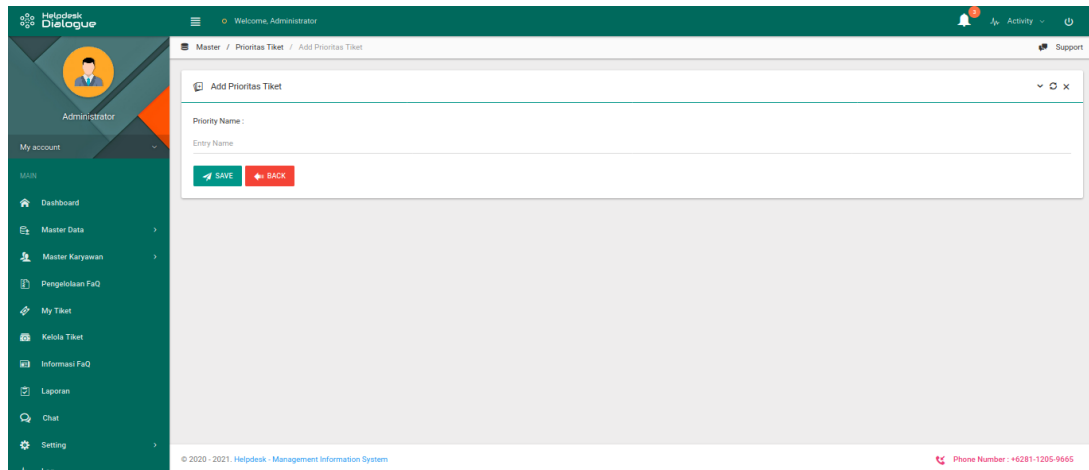 Helpdesk
Dialogue
Welcome, Administrator
Activity
Master / Prioritas Tiket / Add Prioritas Tiket
Support
Administrator
My account
MAIN
Dashboard
Master Data
Master Karyawan
Pengelolaan FaQ
My Tiket
Kelola Tiket
Informasi FaQ
Laporan
Chat
Setting
Add Prioritas Tiket
Priority Name :
Entry Name
SAVE
BACK
© 2020 - 2021. Helpdesk - Management Information System
Phone Number : +6281-1205-9665